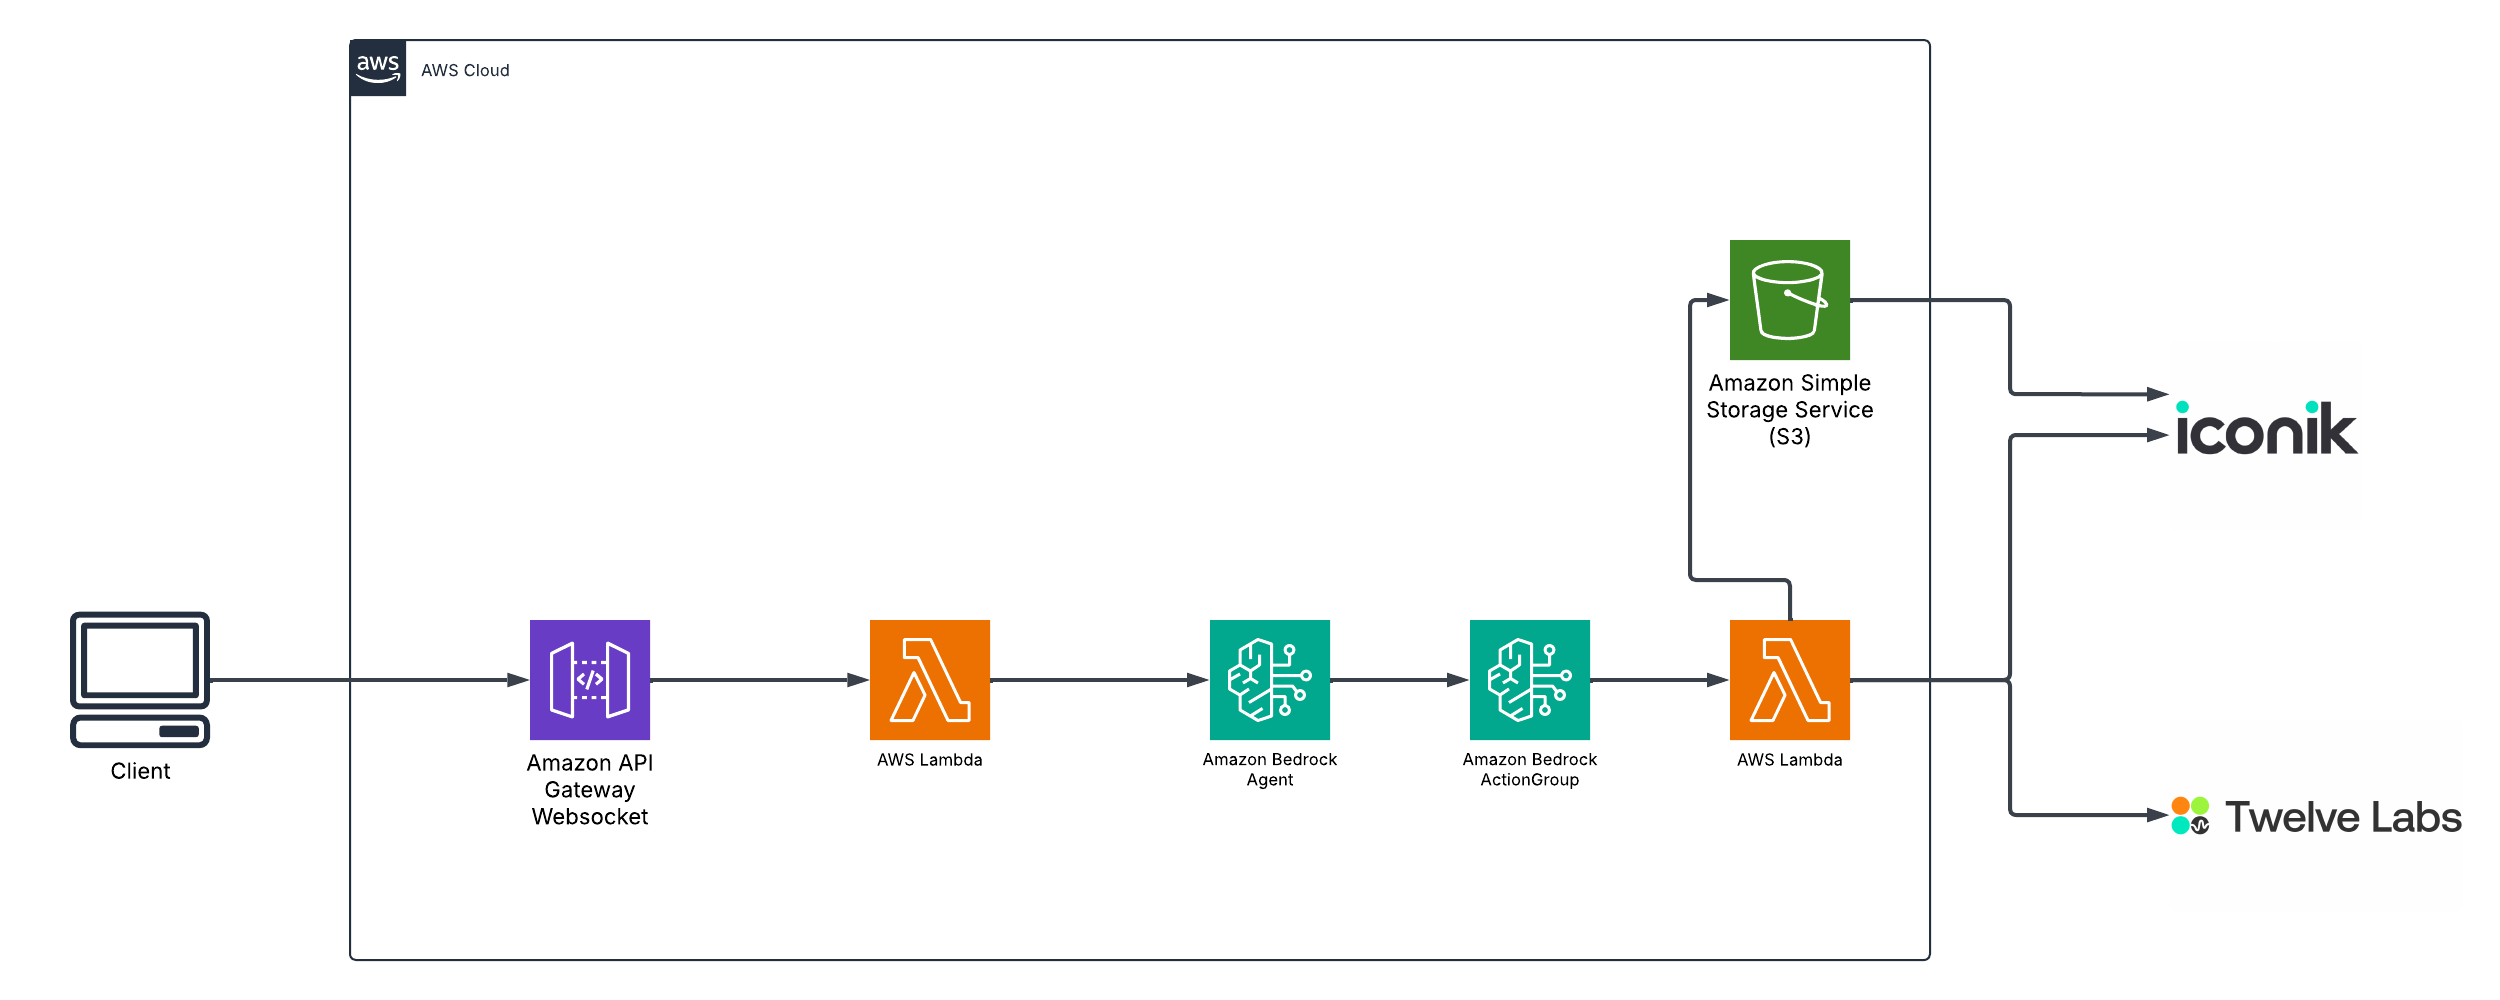 aws
AWS Cloud
Amazon Simple
Storage Service
(S3)
iconik
Client
Amazon API
Gateway
Websocket
AWS Lambda
Amazon Bedrock
Agent
Amazon Bedrock
ActionGroup
AWS Lambda
Twelve Labs